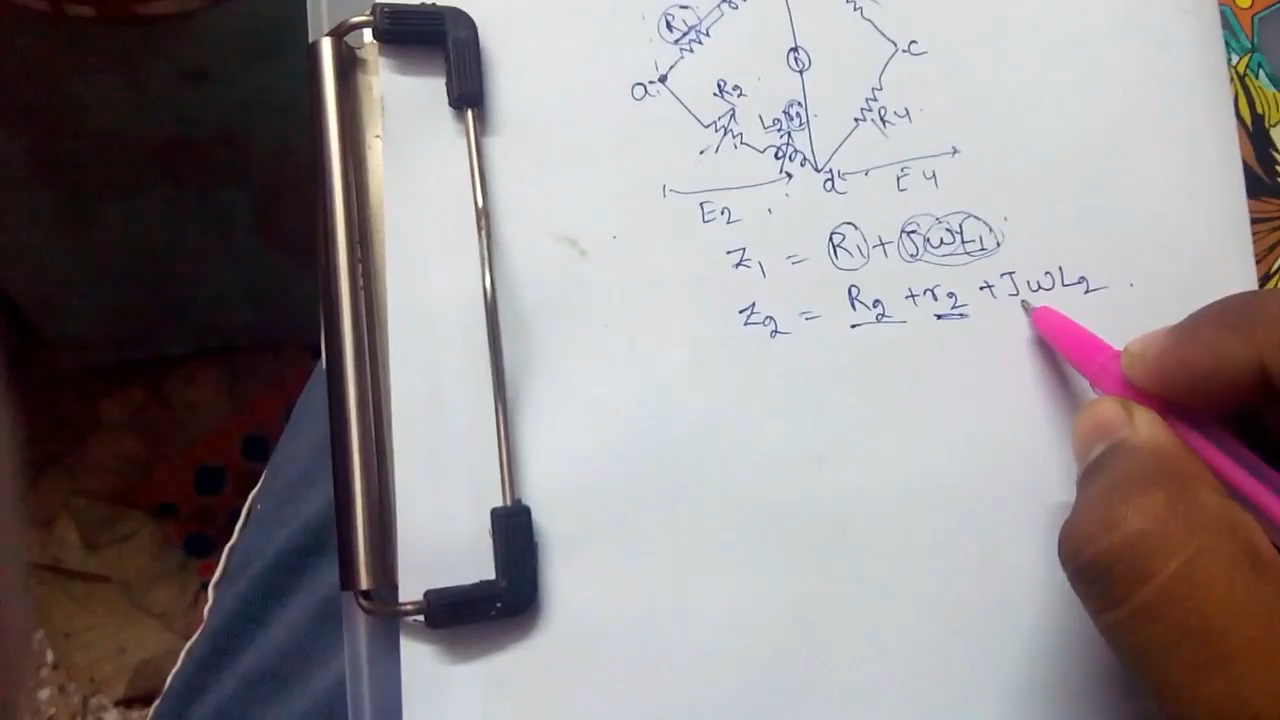 R1
a
R2
L2 r2
c
R4
d
E2
E4
Z1 = R1 + JωL1
Z2 = R2 + r2 + JωL2